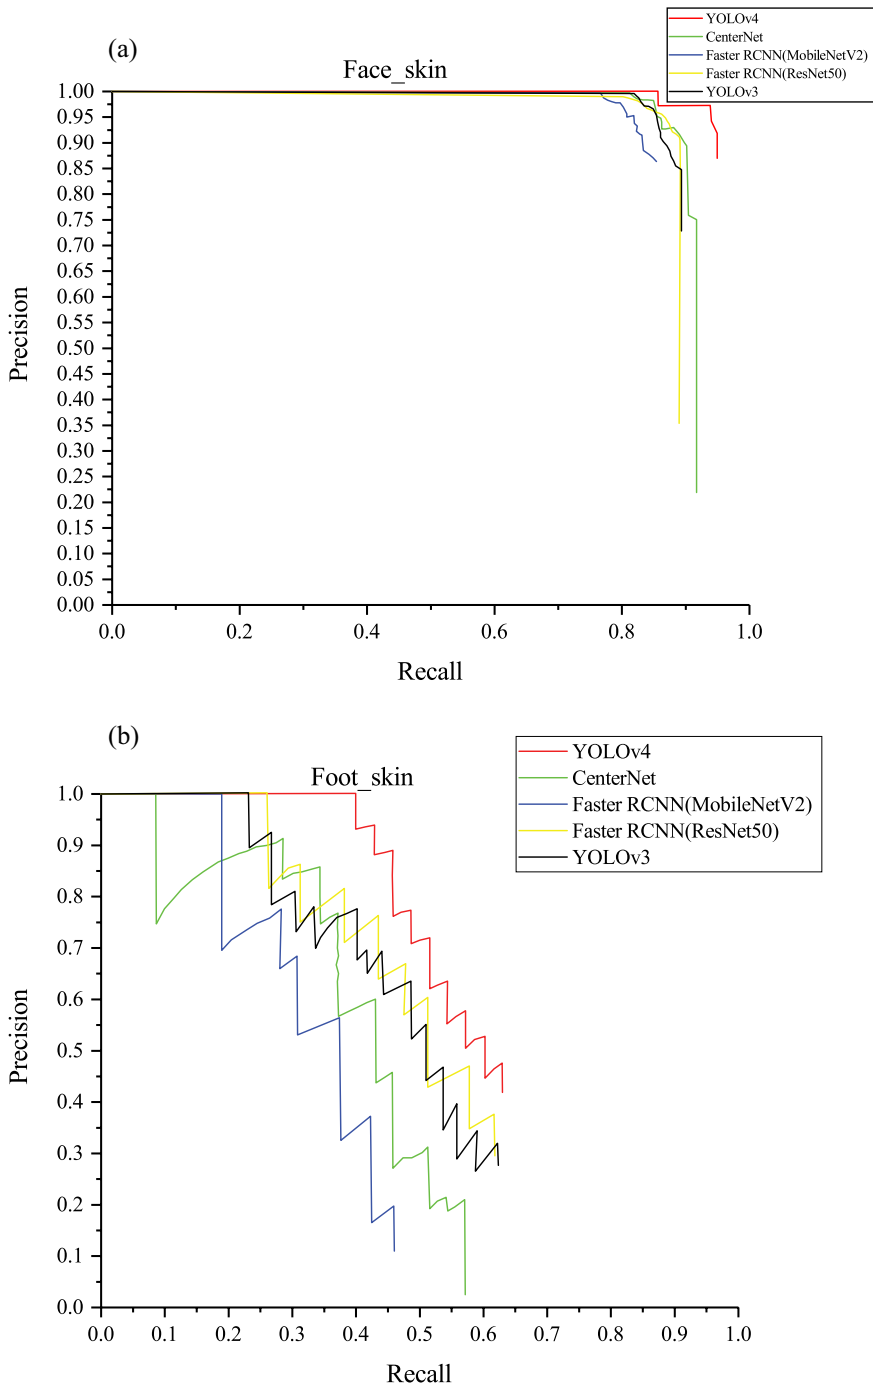 (a)
Face_skin
YOLOv4
CenterNet
Faster RCNN(MobileNetV2)
Faster RCNN(ResNet50)
YOLOv3
1.00
0.95
0.90
0.85
0.80
0.75
0.70
0.65
0.60
0.55
0.50
0.45
0.40
0.35
0.30
0.25
0.20
0.15
0.10
0.05
0.00
Precision
0.0 0.2 0.4 0.6 0.8 1.0
Recall
(b)
Foot_skin
YOLOv4
CenterNet
Faster RCNN(MobileNetV2)
Faster RCNN(ResNet50)
YOLOv3
1.0
0.9
0.8
0.7
0.6
0.5
0.4
0.3
0.2
0.1
0.0
Precision
0.0 0.1 0.2 0.3 0.4 0.5 0.6 0.7 0.8 0.9 1.0
Recall